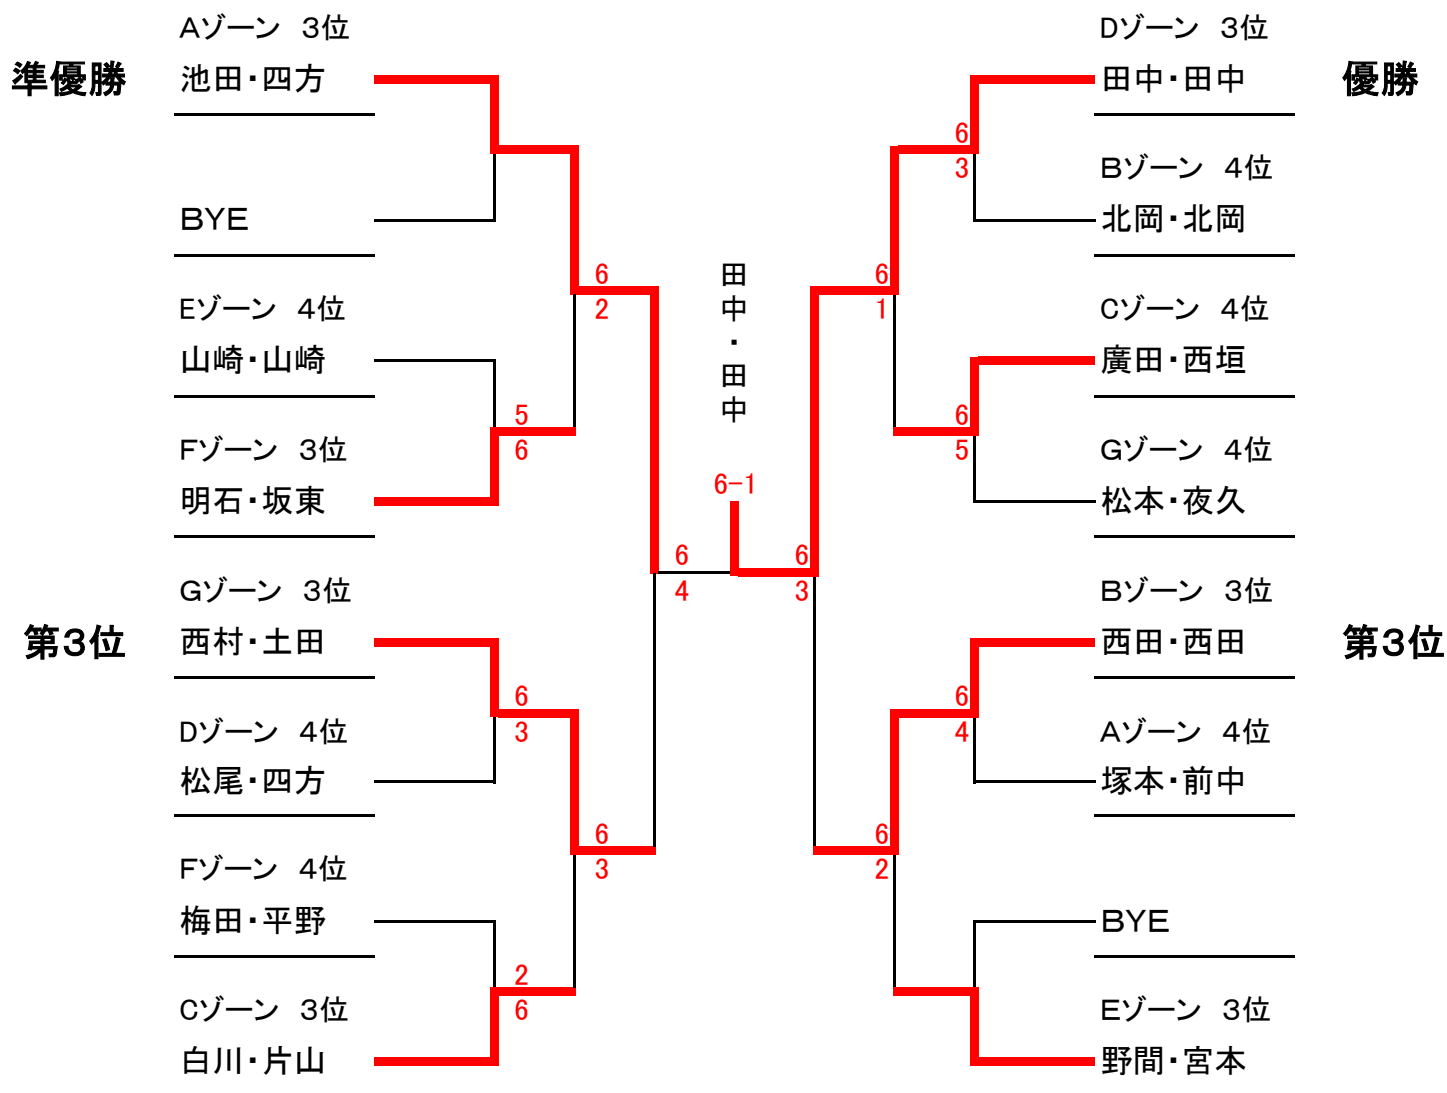 Aゾーン　3位
準優勝
池田・四方
BYE
Eゾーン　4位
山崎・山崎
Fゾーン　3位
明石・坂東
Gゾーン　3位
第3位
西村・土田
Dゾーン　4位
松尾・四方
Fゾーン　4位
梅田・平野
Cゾーン　3位
白川・片山
5
6
6
3
2
6
6
2
6
3
6
4
田中・田中
6-1
6
3
6
1
6
2
6
3
6
5
6
4
Dゾーン　3位
田中・田中
優勝
Bゾーン　4位
北岡・北岡
Cゾーン　4位
廣田・西垣
Gゾーン　4位
松本・夜久
Bゾーン　3位
西田・西田
第3位
Aゾーン　4位
塚本・前中
BYE
Eゾーン　3位
野間・宮本